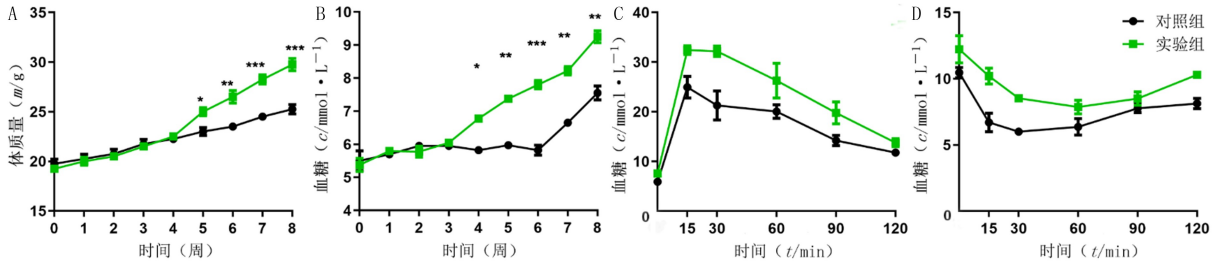 A
体质量（m/g）
35
30
25
20
15
* ** *** ***
0 1 2 3 4 5 6 7 8
时间（周）
B
血糖（c/mmol·L⁻¹）
10
9
8
7
6
5
4
* ** *** ** **
0 1 2 3 4 5 6 7 8
时间（周）
C
血糖（c/mmol·L⁻¹）
40
30
20
10
0
15 30 60 90 120
时间（t/min）
D
血糖（c/mmol·L⁻¹）
15
10
5
0
15 30 60 90 120
时间（t/min）
对照组
实验组